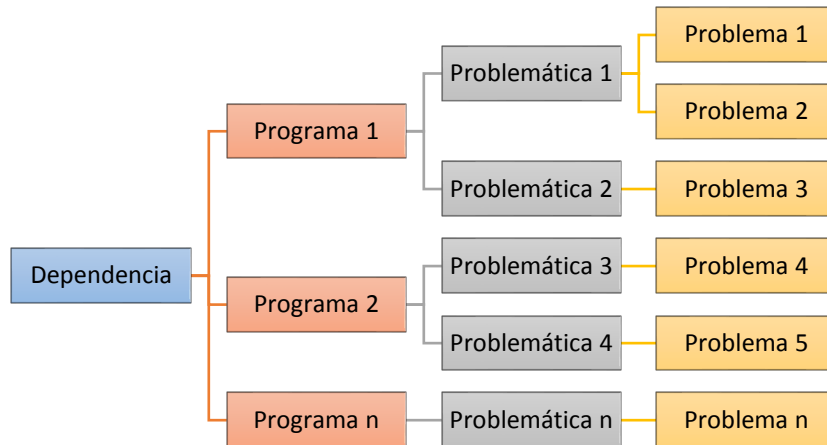 Dependencia
Programa 1
Problemática 1
Problema 1
Problema 2
Problemática 2
Problema 3
Programa 2
Problemática 3
Problema 4
Problemática 4
Problema 5
Programa n
Problemática n
Problema n